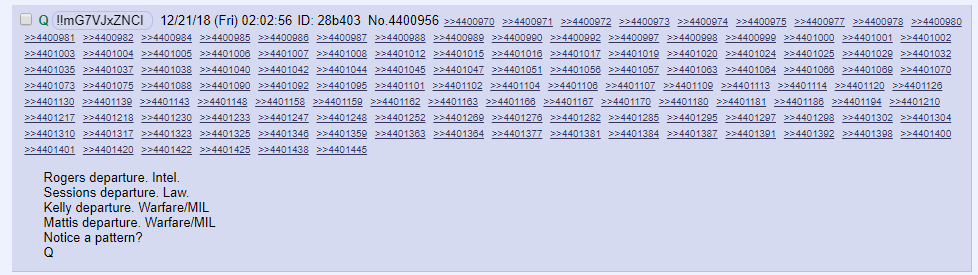 Q !!mG7VJxZNCI 12/21/18 (Fri) 02:02:56 ID: 28b403 No.4400956 >>4400970 >>4400971 >>4400972 >>4400973 >>4400974 >>4400975 >>4400977 >>4400978 >>4400980
>>4400981 >>4400982 >>4400984 >>4400985 >>4400986 >>4400987 >>4400988 >>4400989 >>4400990 >>4400992 >>4400997 >>4400998 >>4400999 >>4401000 >>4401001 >>4401002
>>4401003 >>4401004 >>4401005 >>4401006 >>4401007 >>4401008 >>4401012 >>4401015 >>4401016 >>4401017 >>4401019 >>4401020 >>4401024 >>4401025 >>4401029 >>4401032
>>4401035 >>4401037 >>4401038 >>4401040 >>4401042 >>4401044 >>4401045 >>4401047 >>4401051 >>4401056 >>4401057 >>4401063 >>4401064 >>4401066 >>4401069 >>4401070
>>4401073 >>4401075 >>4401088 >>4401090 >>4401092 >>4401095 >>4401101 >>4401102 >>4401104 >>4401106 >>4401107 >>4401109 >>4401113 >>4401114 >>4401120 >>4401126
>>4401130 >>4401139 >>4401143 >>4401148 >>4401158 >>4401159 >>4401162 >>4401163 >>4401166 >>4401167 >>4401170 >>4401180 >>4401181 >>4401186 >>4401194 >>4401210
>>4401217 >>4401218 >>4401230 >>4401233 >>4401247 >>4401248 >>4401252 >>4401269 >>4401276 >>4401282 >>4401285 >>4401295 >>4401297 >>4401298 >>4401302 >>4401304
>>4401310 >>4401317 >>4401323 >>4401325 >>4401346 >>4401359 >>4401363 >>4401364 >>4401377 >>4401381 >>4401384 >>4401387 >>4401391 >>4401392 >>4401398 >>4401400
>>4401401 >>4401420 >>4401422 >>4401425 >>4401438 >>4401445
Rogers departure. Intel.
Sessions departure. Law.
Kelly departure. Warfare/MIL
Mattis departure. Warfare/MIL
Notice a pattern?
Q